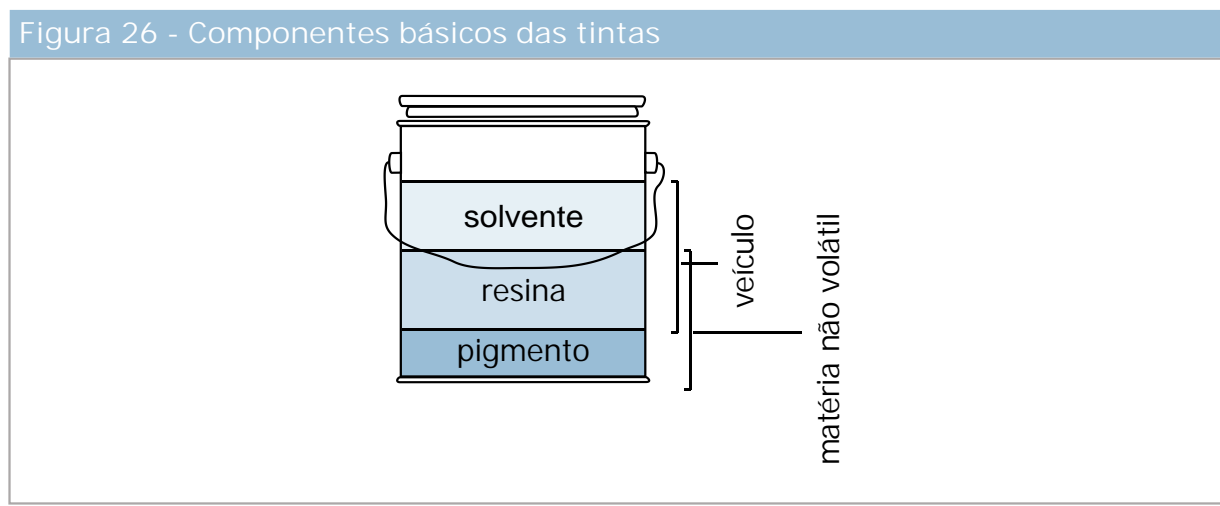 Figura 26 - Componentes básicos das tintas
solvente
resina
pigmento
veículo
matéria não volátil